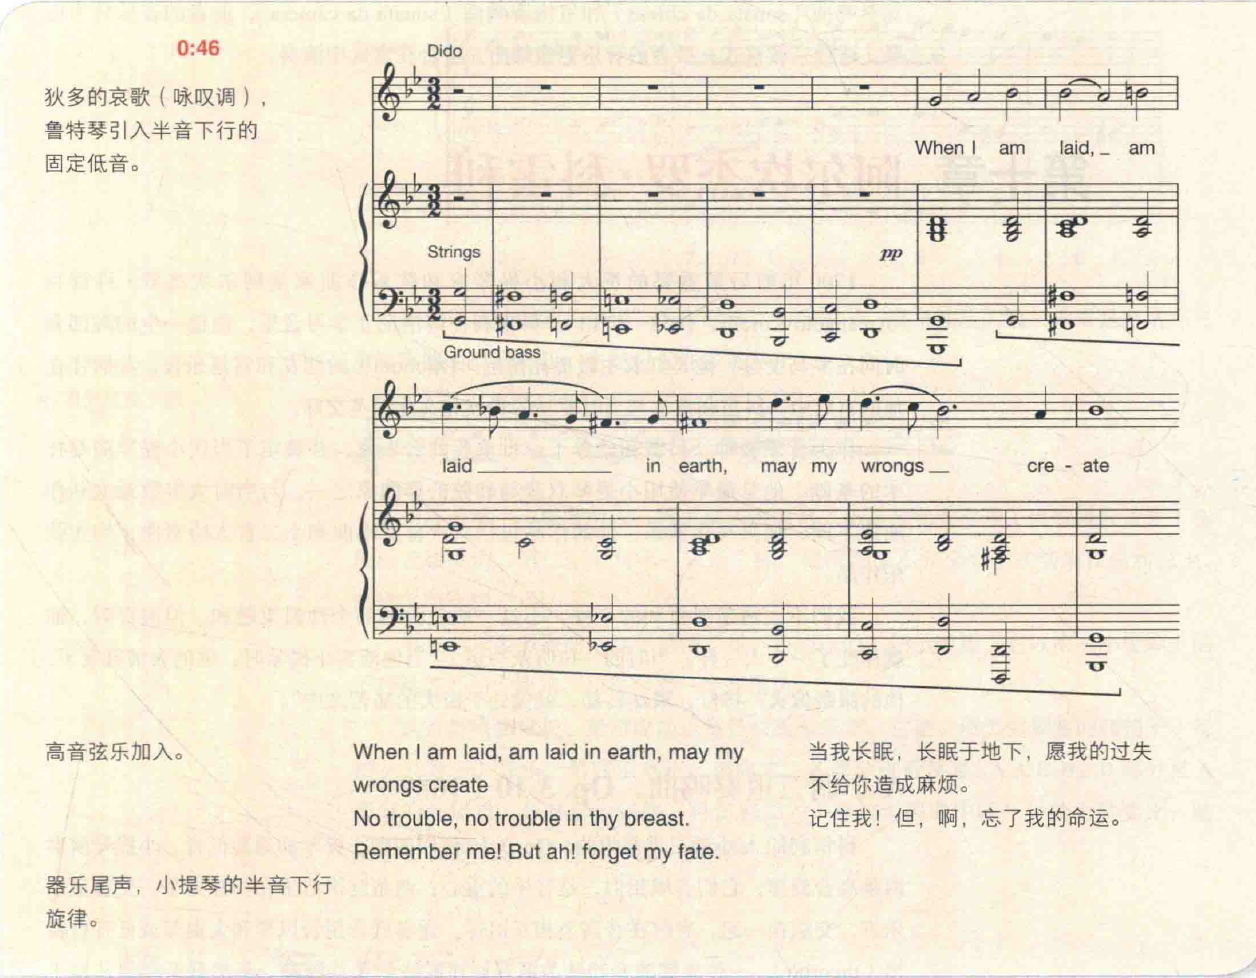 0:46
狄多的哀歌（咏叹调），
鲁特琴引入半音下行的
固定低音。
Dido
When I am laid, _ am
Strings
pp
Ground bass
laid in earth, may my wrongs cre - ate
高音弦乐加入。
器乐尾声，小提琴的半音下行
旋律。
When I am laid, am laid in earth, may my
wrongs create
No trouble, no trouble in thy breast.
Remember me! But ah! forget my fate.
当我长眠，长眠于地下，愿我的过失
不给你造成麻烦。
记住我！但，啊，忘了我的命运。